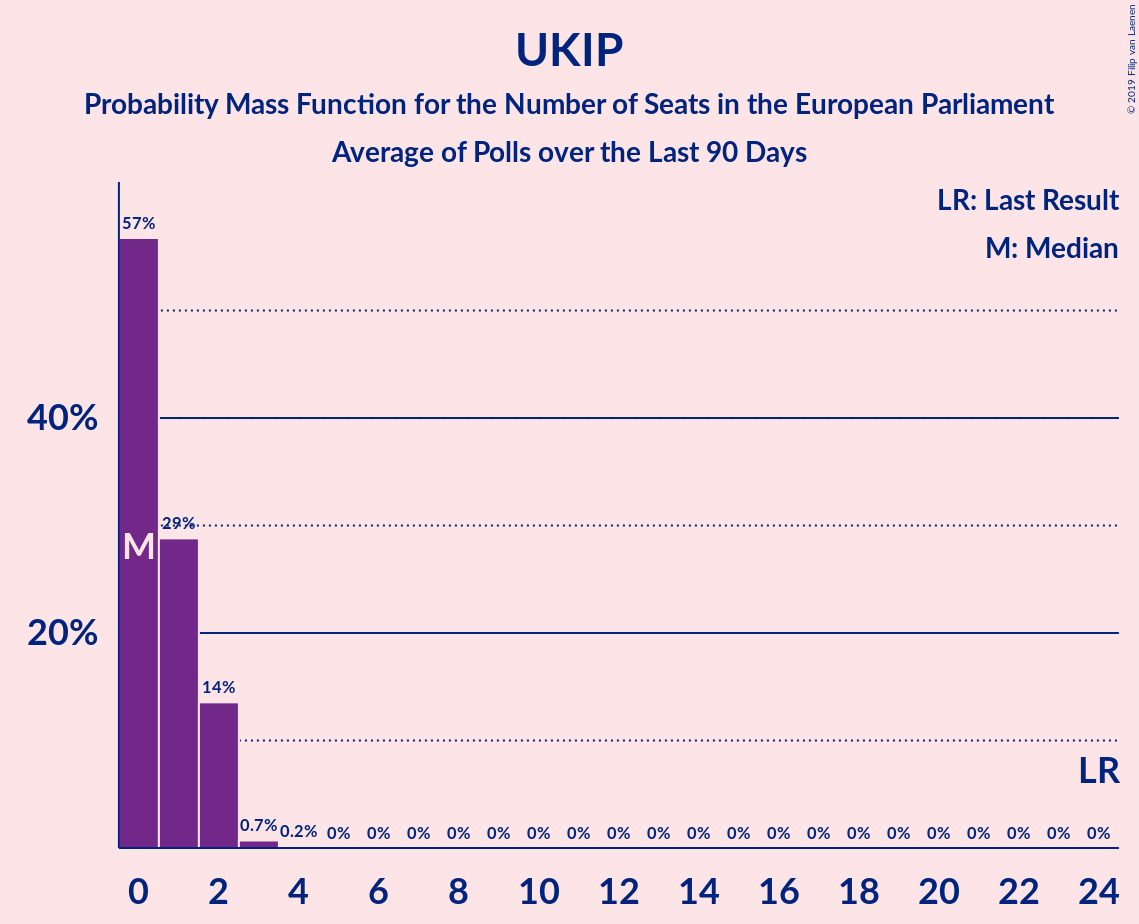 UKIP
Probability Mass Function for the Number of Seats in the European Parliament
Average of Polls over the Last 90 Days
© 2019 Filip van Laenen
LR: Last Result
M: Median
57%
40%
29%
M
20%
14%
LR
0.7% 0.2% 0% 0% 0% 0% 0% 0% 0% 0% 0% 0% 0% 0% 0% 0% 0% 0% 0% 0% 0% 0%
0 2 4 6 8 10 12 14 16 18 20 22 24